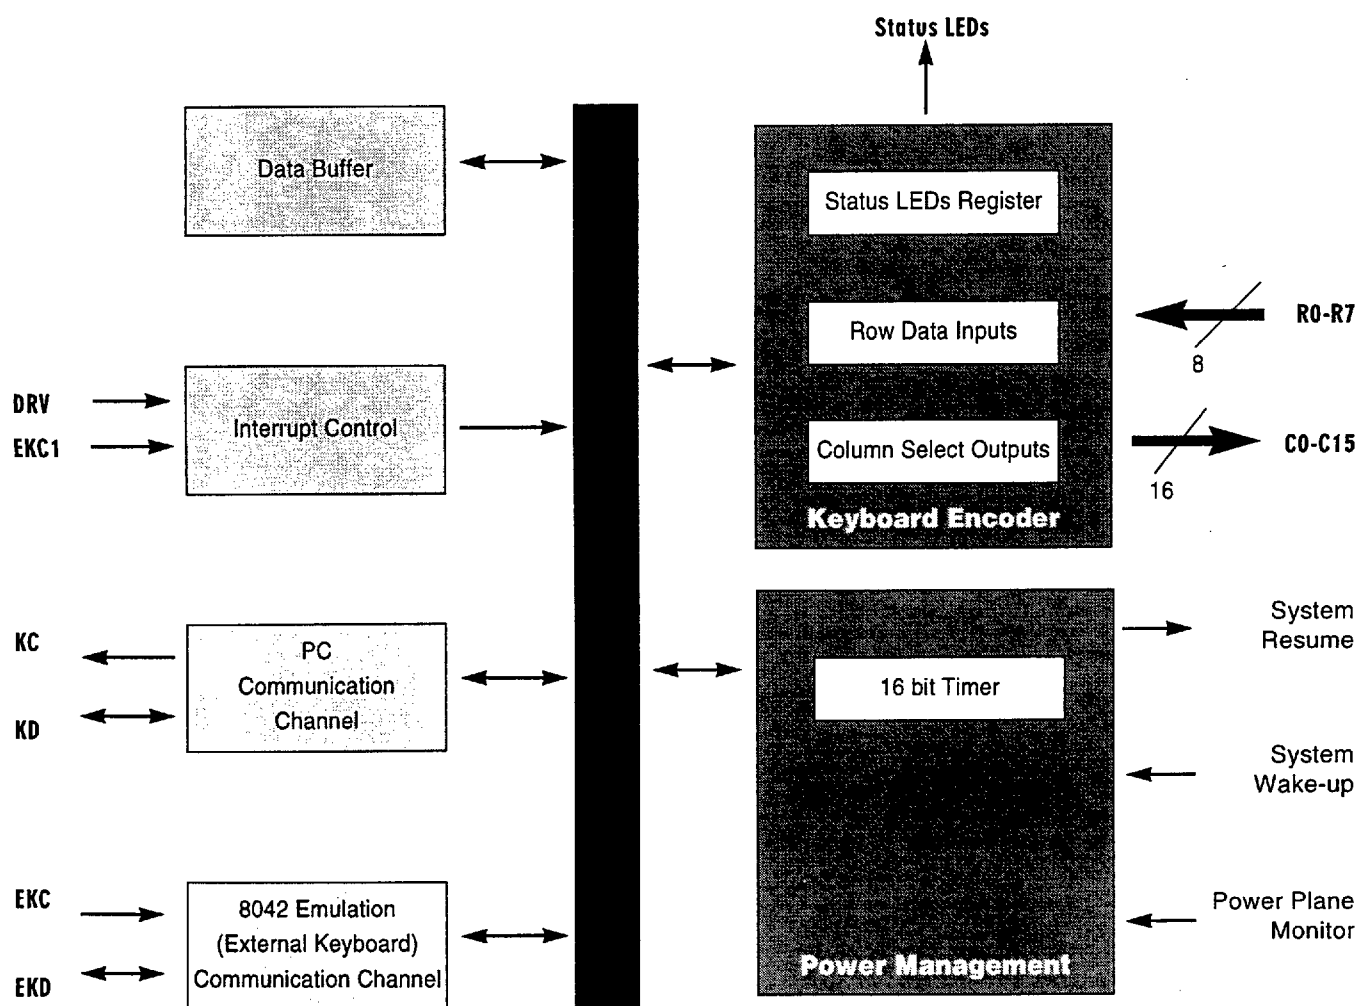 Status LEDs
Data Buffer
Status LEDs Register
Row Data Inputs
R0-R7
8
DRV
EKC1
Interrupt Control
Column Select Outputs
C0-C15
16
Keyboard Encoder
KC
KD
PC
Communication
Channel
16 bit Timer
System
Resume
System
Wake-up
EKC
EKD
8042 Emulation
(External Keyboard)
Communication Channel
Power Plane
Monitor
Power Management